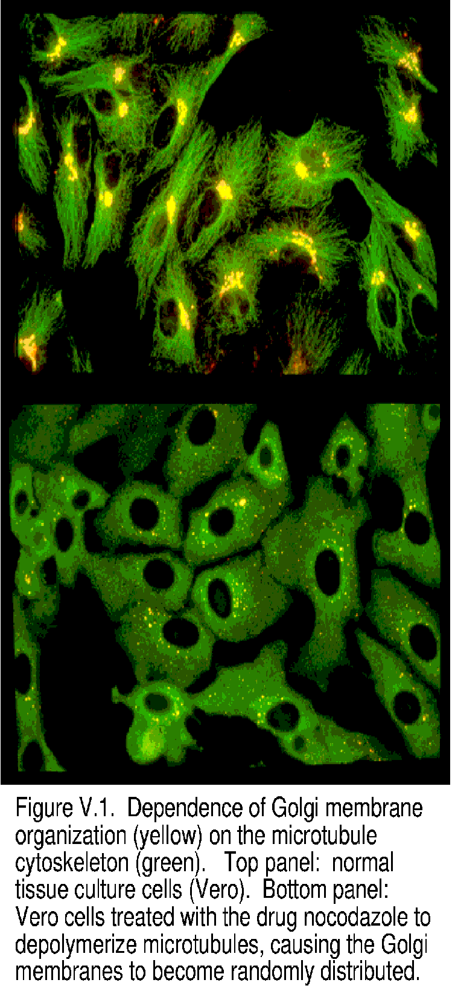 Figure V.1. Dependence of Golgi membrane
organization (yellow) on the microtubule
cytoskeleton (green). Top panel: normal
tissue culture cells (Vero). Bottom panel:
Vero cells treated with the drug nocodazole to
depolymerize microtubules, causing the Golgi
membranes to become randomly distributed.